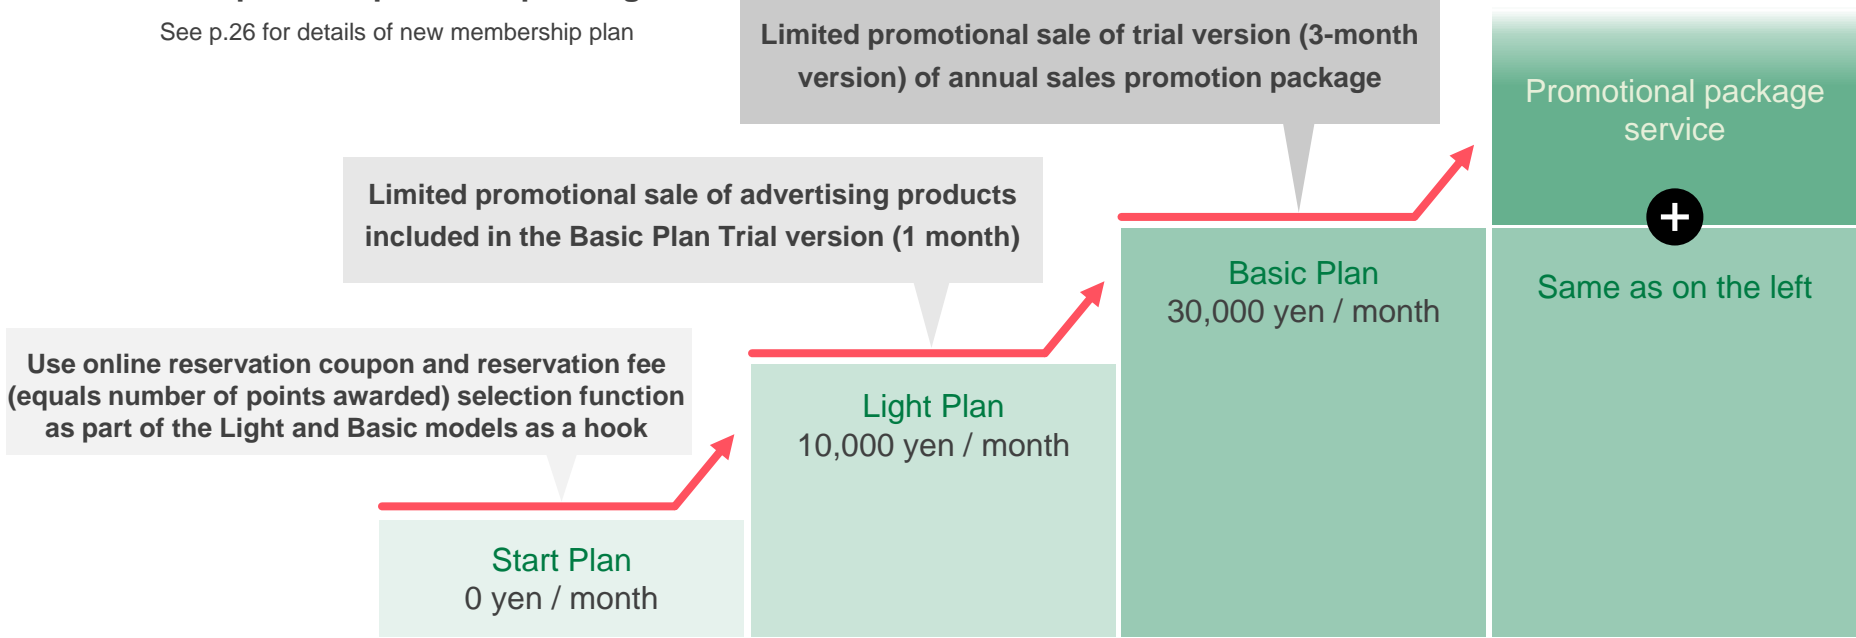 See p.26 for details of new membership plan
Limited promotional sale of trial version (3-month
version) of annual sales promotion package
Promotional package
service
Limited promotional sale of advertising products
included in the Basic Plan Trial version (1 month)
+
Basic Plan
30,000 yen / month
Same as on the left
Use online reservation coupon and reservation fee
(equals number of points awarded) selection function
as part of the Light and Basic models as a hook
Light Plan
10,000 yen / month
Start Plan
0 yen / month